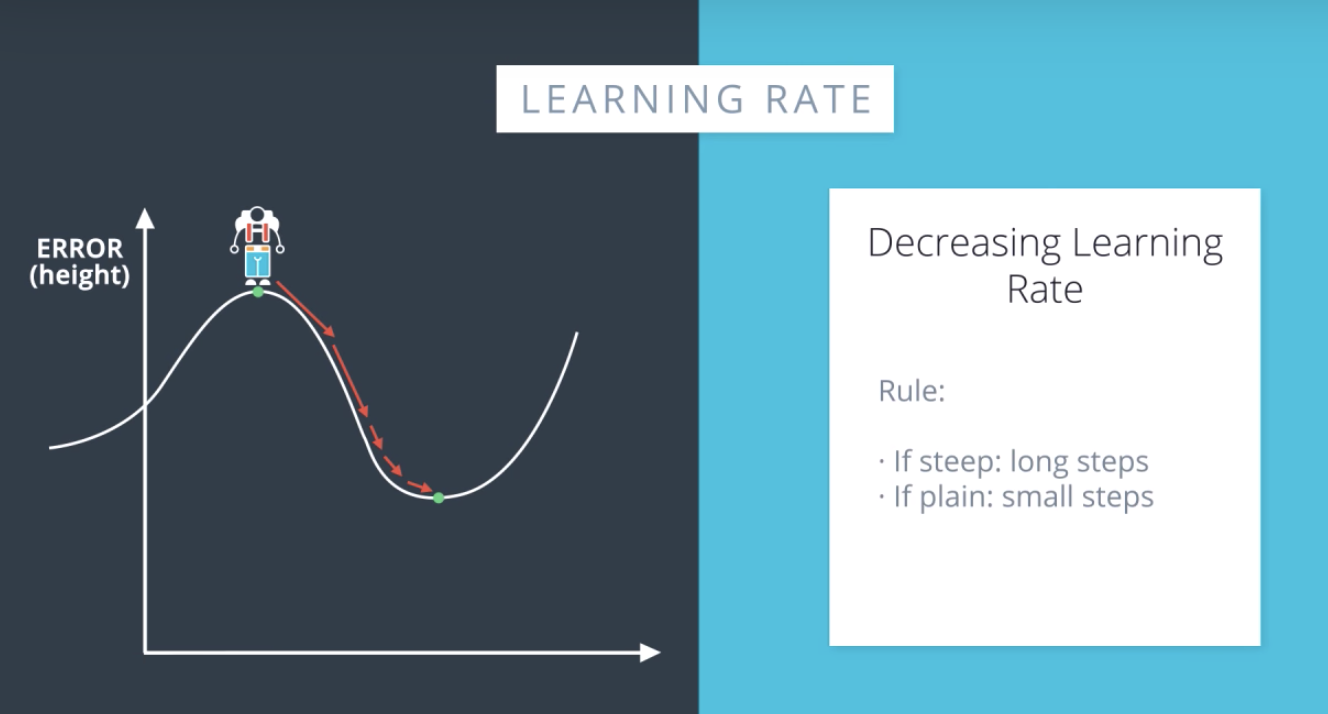 LEARNING RATE
ERROR
(height)
Decreasing Learning
Rate
Rule:
· If steep: long steps
· If plain: small steps